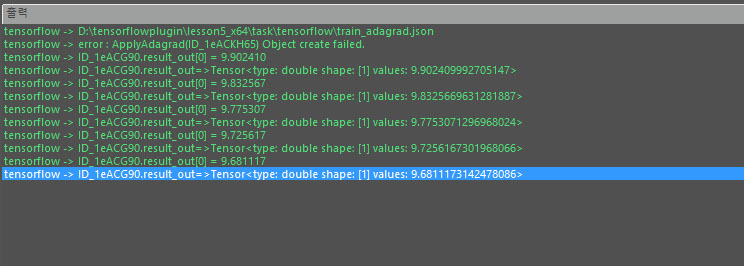 출력
tensorflow -> D:\tensorflowplugin\lesson5_x64\task\tensorflow\train_adagrad.json
tensorflow -> error : ApplyAdagrad(ID_1eACKH65) Object create failed.
tensorflow -> ID_1eACG90.result_out[0] = 9.902410
tensorflow -> ID_1eACG90.result_out=>Tensor<type: double shape: [1] values: 9.902409992705147>
tensorflow -> ID_1eACG90.result_out[0] = 9.832567
tensorflow -> ID_1eACG90.result_out=>Tensor<type: double shape: [1] values: 9.8325669631281887>
tensorflow -> ID_1eACG90.result_out[0] = 9.775307
tensorflow -> ID_1eACG90.result_out=>Tensor<type: double shape: [1] values: 9.7753071296968024>
tensorflow -> ID_1eACG90.result_out[0] = 9.725617
tensorflow -> ID_1eACG90.result_out=>Tensor<type: double shape: [1] values: 9.7256167301968066>
tensorflow -> ID_1eACG90.result_out[0] = 9.681117
tensorflow -> ID_1eACG90.result_out=>Tensor<type: double shape: [1] values: 9.6811173142478086>